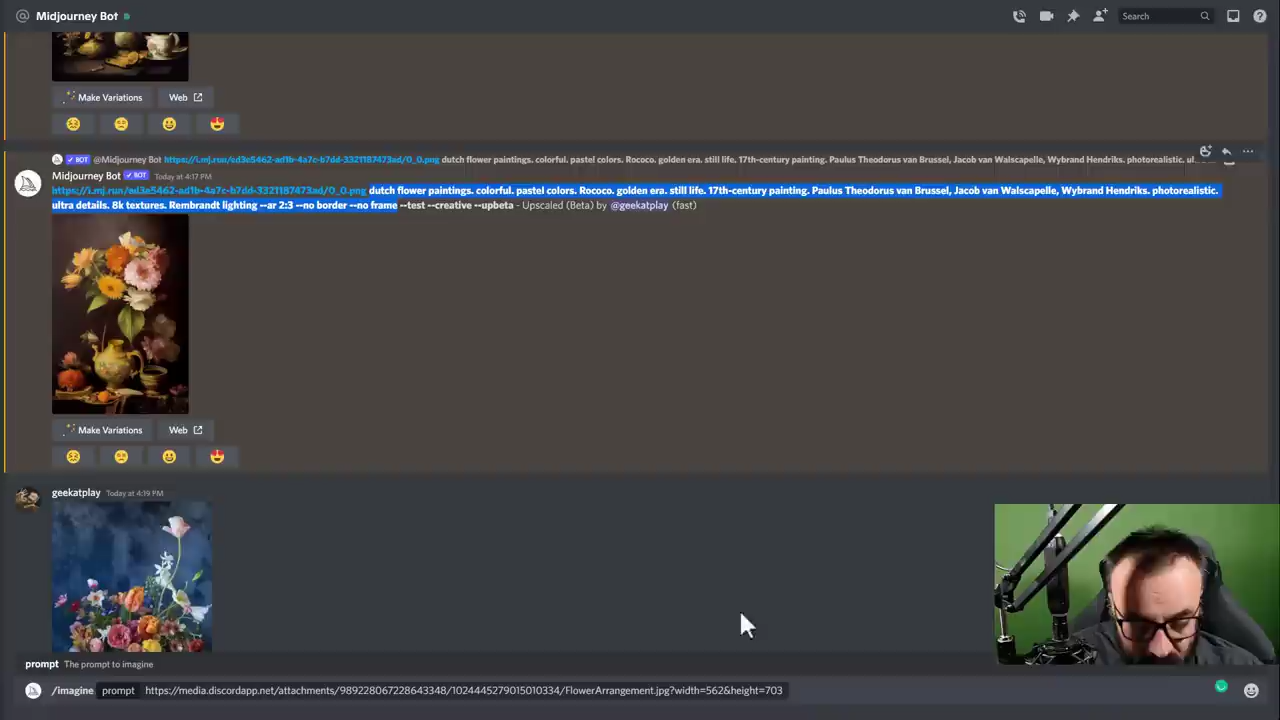 Midjourney Bot
Search
Make Variations Web
BOT @Midjourney Bot https://i.mj.run/ed3e5462-ad1b-4a7c-b7dd-3321187473ad/0_0.png dutch flower paintings. colorful. pastel colors. Rococo. golden era. still life. 17th-century painting. Paulus Theodorus van Brussel, Jacob van Walscapelle, Wybrand Hendriks. photorealistic. ul...
Midjourney Bot BOT Today at 4:17 PM
https://i.mj.run/ed3e5462-ad1b-4a7c-b7dd-3321187473ad/0_0.png dutch flower paintings. colorful. pastel colors. Rococo. golden era. still life. 17th-century painting. Paulus Theodorus van Brussel, Jacob van Walscapelle, Wybrand Hendriks. photorealistic.
ultra details. 8k textures. Rembrandt lighting --ar 2:3 --no border --no frame --test --creative --upbeta - Upscaled (Beta) by @geekatplay (fast)
Make Variations Web
geekatplay Today at 4:19 PM
prompt The prompt to imagine
/imagine prompt https://media.discordapp.net/attachments/989228067228643348/1024445279015010334/FlowerArrangement.jpg?width=562&height=703